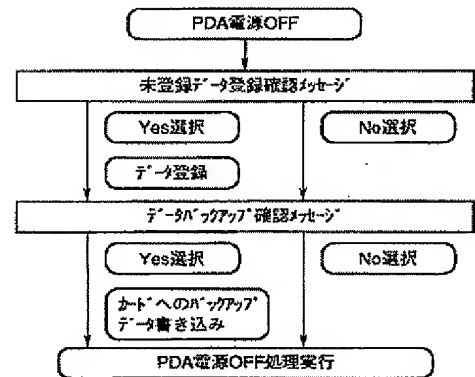 PDA電源OFF
未登録ﾃﾞｰﾀ登録確認ﾒｯｾｰｼﾞ
Yes選択
No選択
ﾃﾞｰﾀ登録
ﾃﾞｰﾀﾊﾞｯｸｱｯﾌﾟ確認ﾒｯｾｰｼﾞ
Yes選択
No選択
ｶｰﾄﾞへのﾊﾞｯｸｱｯﾌﾟ
ﾃﾞｰﾀ書き込み
PDA電源OFF処理実行